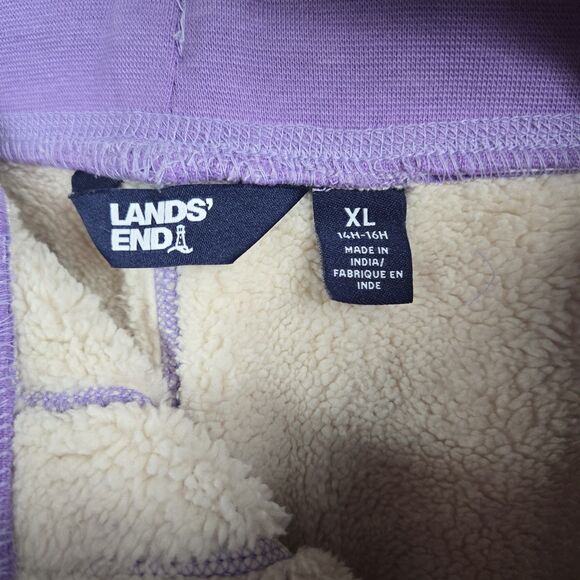 LANDS'
END
XL
14H-16H
MADE IN
INDIA/
FABRIQUE EN
INDE